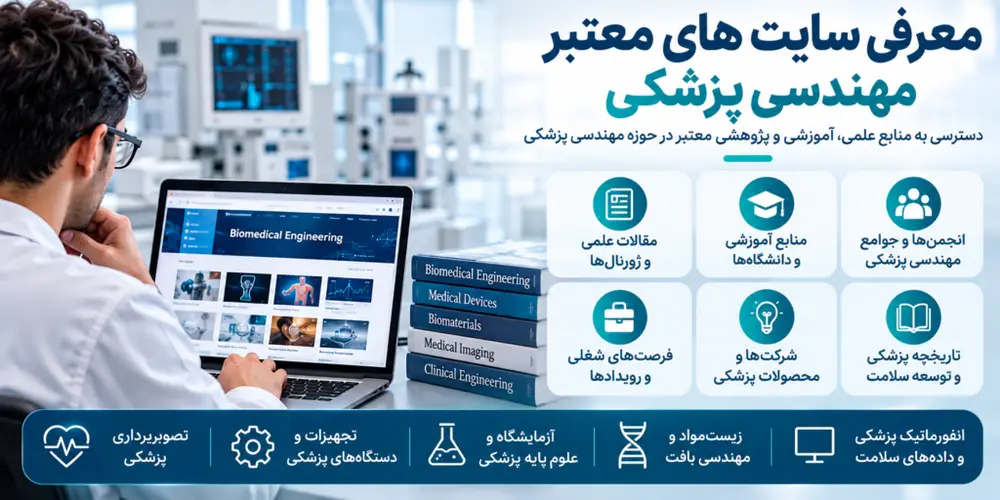 معرفی سایت های معتبر
مهندسی پزشکی
دسترسی به منابع علمی، آموزشی و پژوهشی معتبر در حوزه مهندسی پزشکی
انجمن‌ها و جوامع
مهندسی پزشکی
منابع آموزشی
و دانشگاه‌ها
مقالات علمی
و ژورنال‌ها
تاریخچه پزشکی
و توسعه سلامت
شرکت‌ها و
محصولات پزشکی
فرصت‌های شغلی
و رویدادها
Biomedical Engineering
Biomedical Engineering
Medical Devices
Biomaterials
Medical Imaging
Clinical Engineering
انفورماتیک پزشکی
و داده‌های سلامت
زیست‌مواد و
مهندسی بافت
آزمایشگاه و
علوم پایه پزشکی
تجهیزات و
دستگاه‌های پزشکی
تصویربرداری
پزشکی